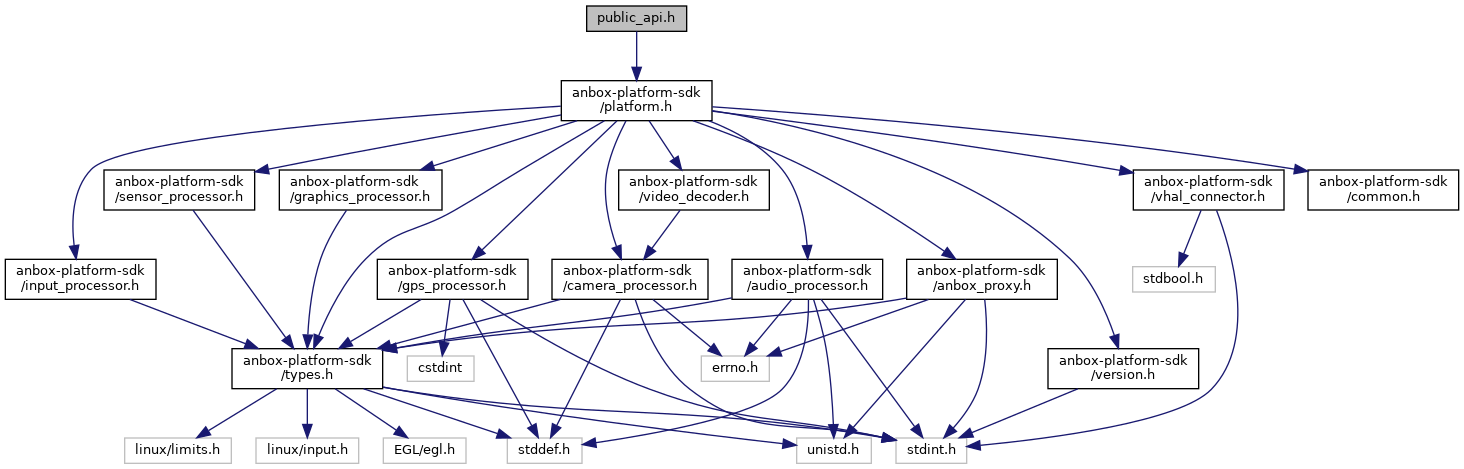 public_api.h
anbox-platform-sdk
/platform.h
anbox-platform-sdk
/sensor_processor.h
anbox-platform-sdk
/graphics_processor.h
anbox-platform-sdk
/video_decoder.h
anbox-platform-sdk
/vhal_connector.h
anbox-platform-sdk
/common.h
anbox-platform-sdk
/input_processor.h
anbox-platform-sdk
/gps_processor.h
anbox-platform-sdk
/camera_processor.h
anbox-platform-sdk
/audio_processor.h
anbox-platform-sdk
/anbox_proxy.h
stdbool.h
anbox-platform-sdk
/types.h
cstdint
errno.h
anbox-platform-sdk
/version.h
linux/limits.h
linux/input.h
EGL/egl.h
stddef.h
unistd.h
stdint.h